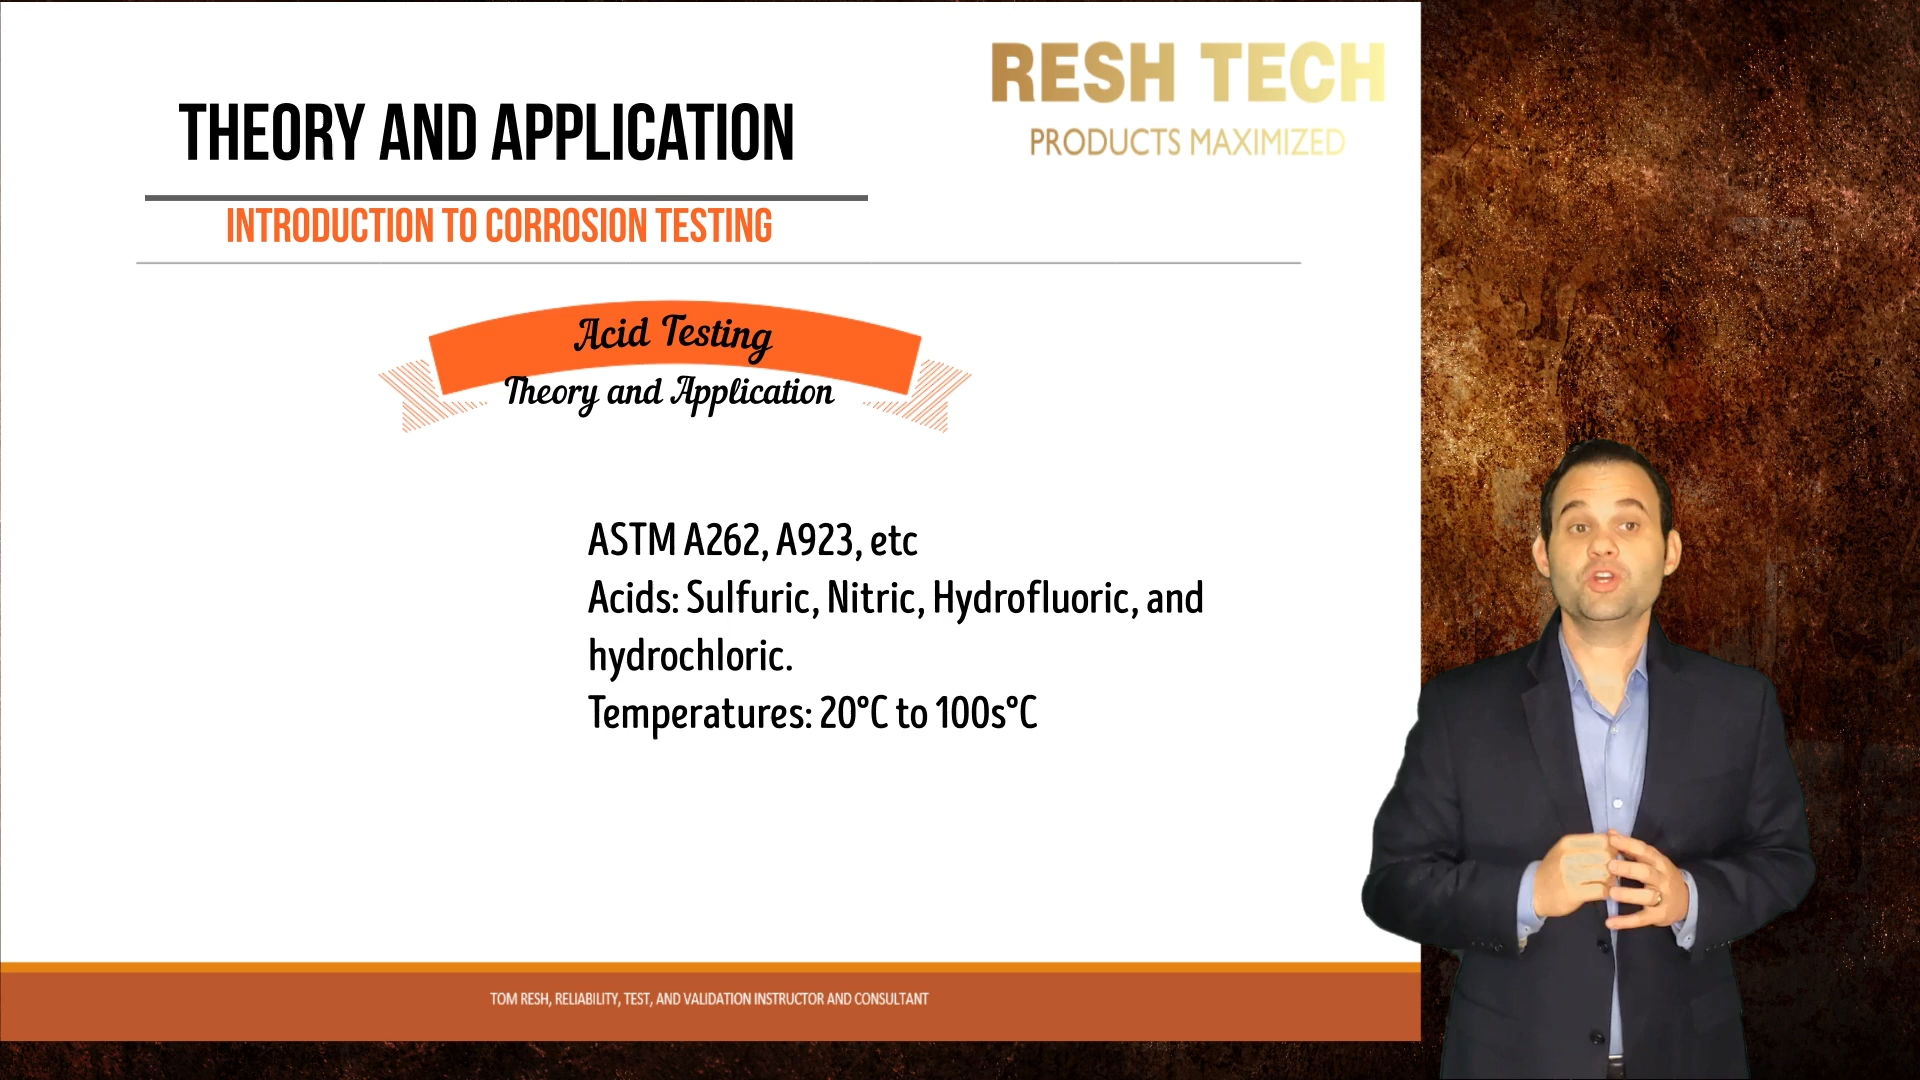 RESH TECH
PRODUCTS MAXIMIZED
THEORY AND APPLICATION
INTRODUCTION TO CORROSION TESTING
Acid Testing
Theory and Application
ASTM A262, A923, etc
Acids: Sulfuric, Nitric, Hydrofluoric, and
hydrochloric.
Temperatures: 20°C to 100s°C
TOM RESH, RELIABILITY, TEST, AND VALIDATION INSTRUCTOR AND CONSULTANT